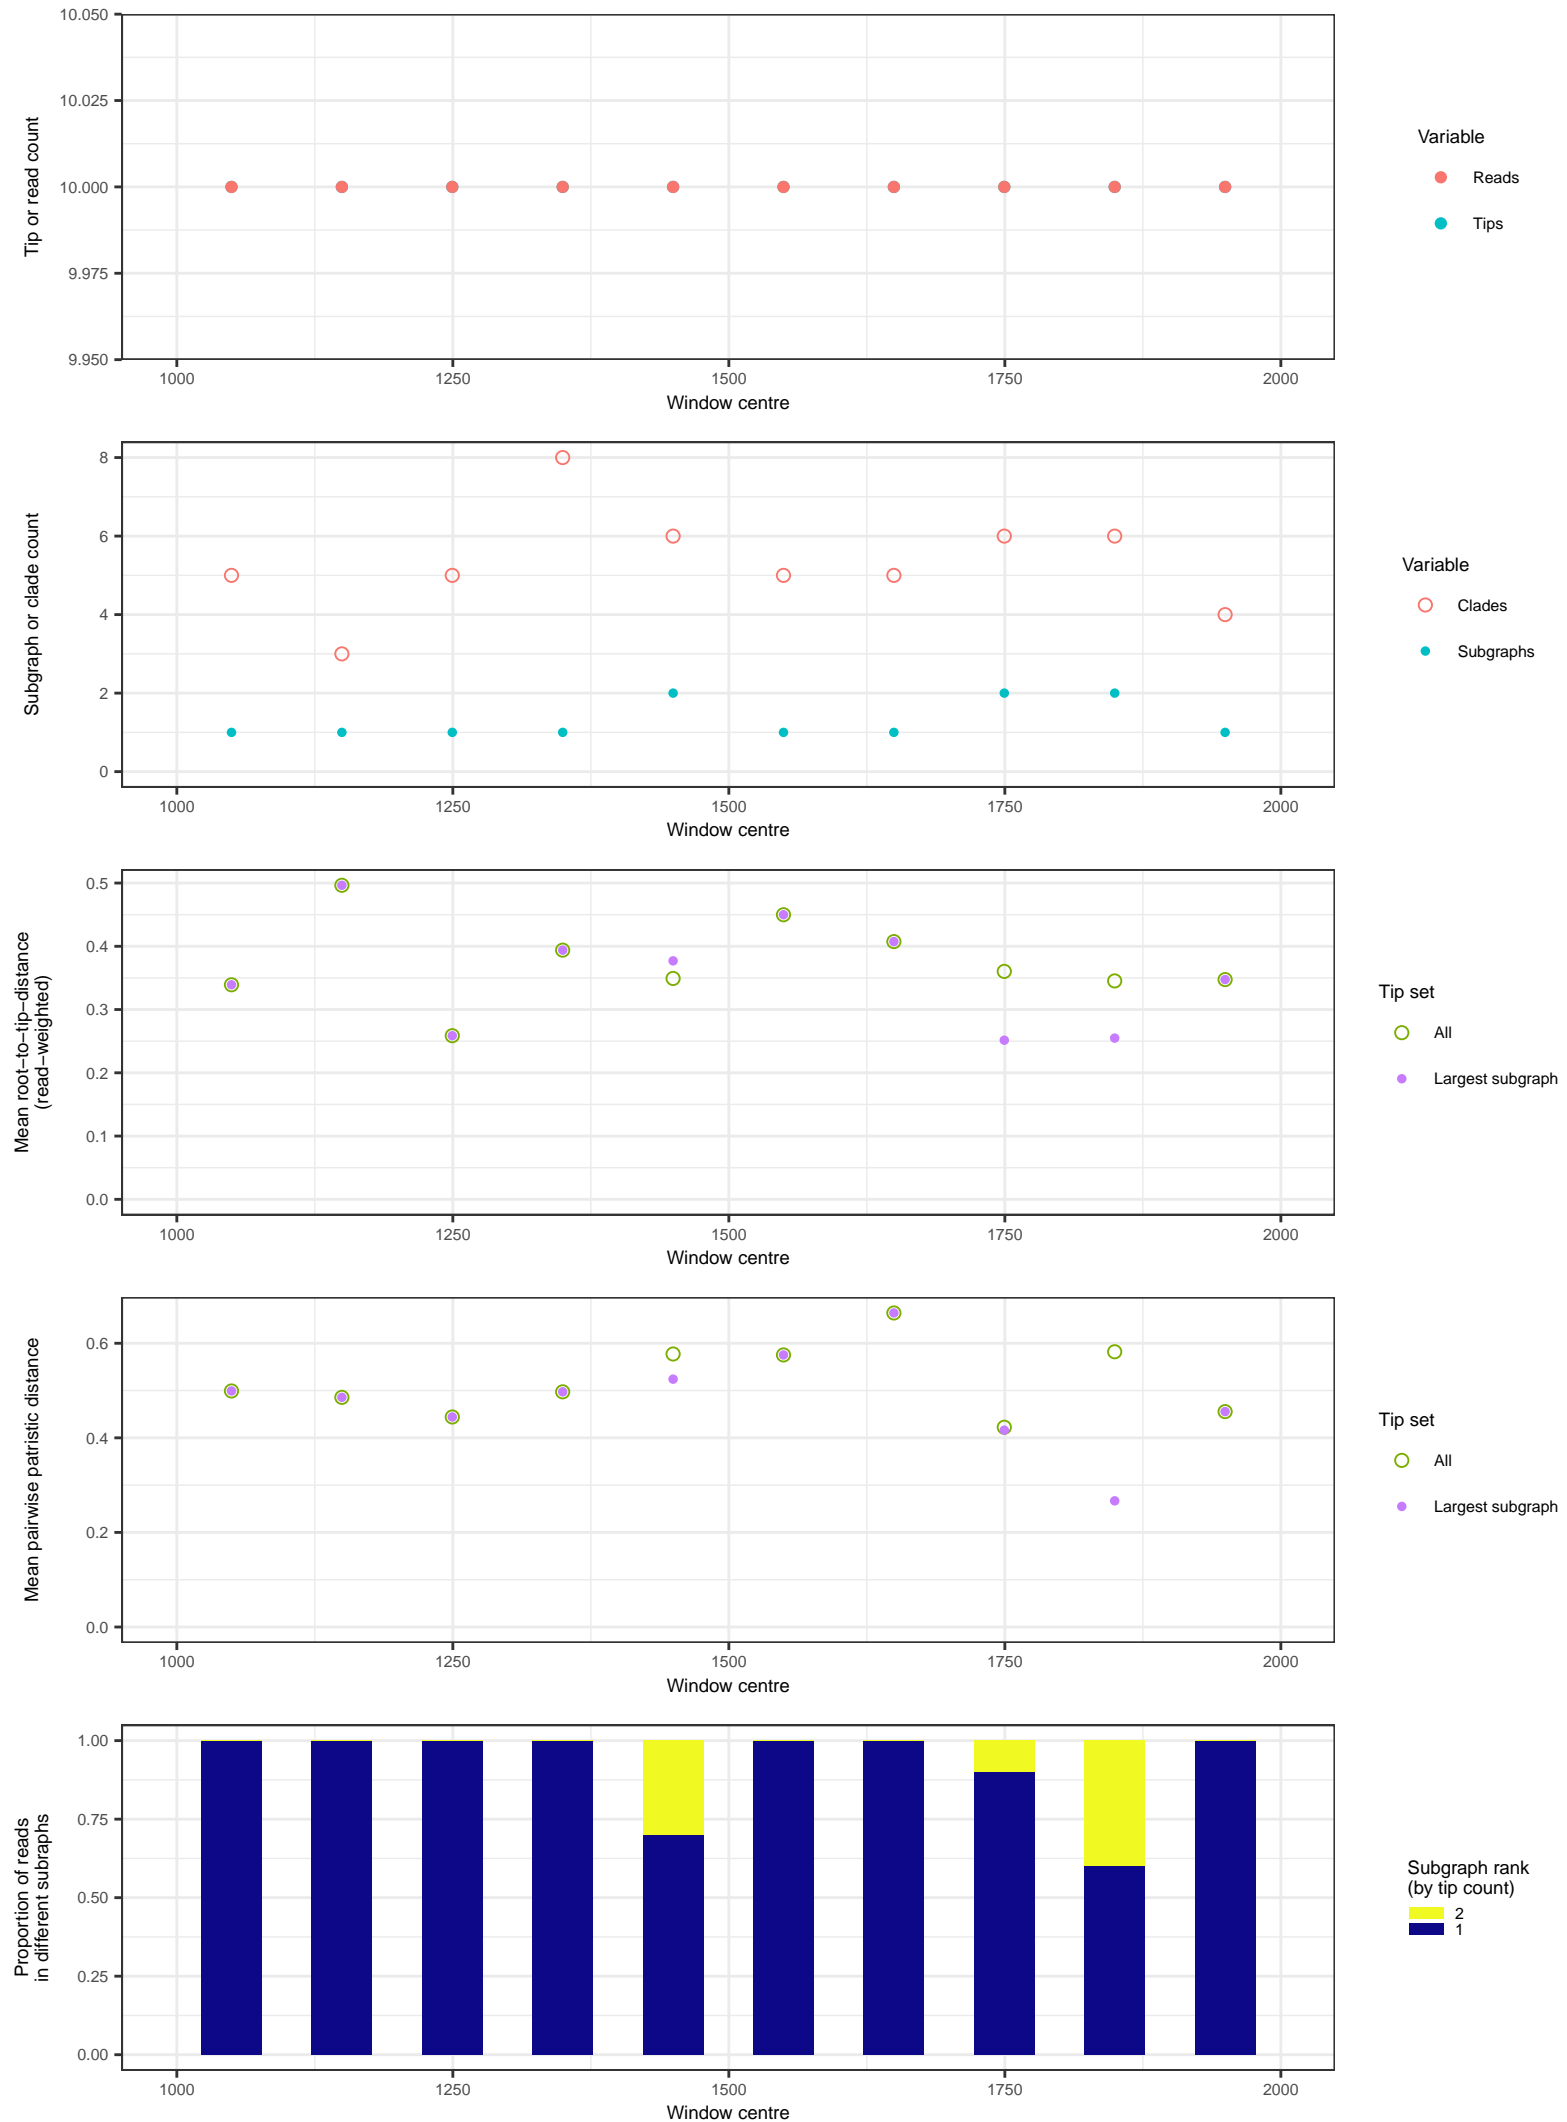 10.050
10.025
10.000
9.975
9.950
Tip or read count
1000 1250 1500 1750 2000
Window centre
Variable
Reads
Tips
8
6
4
2
0
Subgraph or clade count
1000 1250 1500 1750 2000
Window centre
Variable
Clades
Subgraphs
0.5
0.4
0.3
0.2
0.1
0.0
Mean root−to−tip−distance
(read−weighted)
1000 1250 1500 1750 2000
Window centre
Tip set
All
Largest subgraph
0.6
0.4
0.2
0.0
Mean pairwise patristic distance
1000 1250 1500 1750 2000
Window centre
Tip set
All
Largest subgraph
1.00
0.75
0.50
0.25
0.00
Proportion of reads
in different subraphs
1000 1250 1500 1750 2000
Window centre
Subgraph rank
(by tip count)
2
1